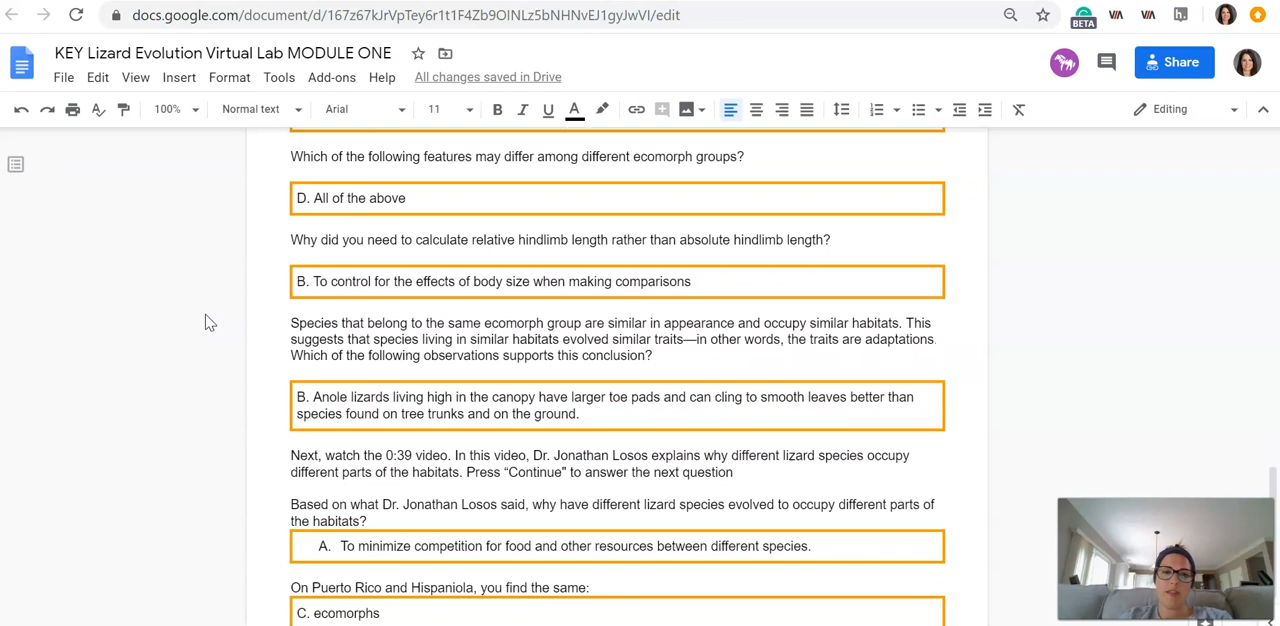 docs.google.com/document/d/167z67kJrVpTey6r1t1F4Zb9OINLz5bNHNvEJ1gyJwVI/edit
BETA
KEY Lizard Evolution Virtual Lab MODULE ONE
File Edit View Insert Format Tools Add-ons Help All changes saved in Drive
Share
100% Normal text Arial 11 B I U A Editing
Which of the following features may differ among different ecomorph groups?
D. All of the above
Why did you need to calculate relative hindlimb length rather than absolute hindlimb length?
B. To control for the effects of body size when making comparisons
Species that belong to the same ecomorph group are similar in appearance and occupy similar habitats. This
suggests that species living in similar habitats evolved similar traits—in other words, the traits are adaptations.
Which of the following observations supports this conclusion?
B. Anole lizards living high in the canopy have larger toe pads and can cling to smooth leaves better than
species found on tree trunks and on the ground.
Next, watch the 0:39 video. In this video, Dr. Jonathan Losos explains why different lizard species occupy
different parts of the habitats. Press “Continue" to answer the next question
Based on what Dr. Jonathan Losos said, why have different lizard species evolved to occupy different parts of
the habitats?
A. To minimize competition for food and other resources between different species.
On Puerto Rico and Hispaniola, you find the same:
C. ecomorphs